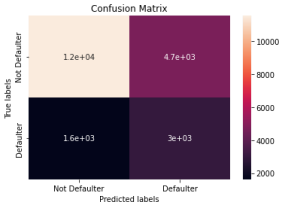 Confusion Matrix
True labels
Not Defaulter
1.2e+04
4.7e+03
Defaulter
1.6e+03
3e+03
Not Defaulter
Defaulter
Predicted labels
10000
8000
6000
4000
2000